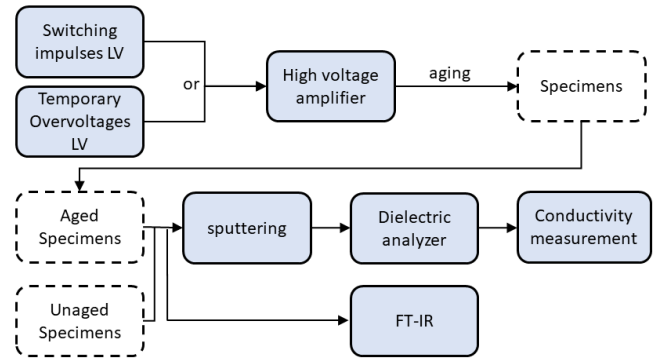 Switching
impulses LV
or
Temporary
Overvoltages
LV
High voltage
amplifier
aging
Specimens
Aged
Specimens
sputtering
Dielectric
analyzer
Conductivity
measurement
Unaged
Specimens
FT-IR